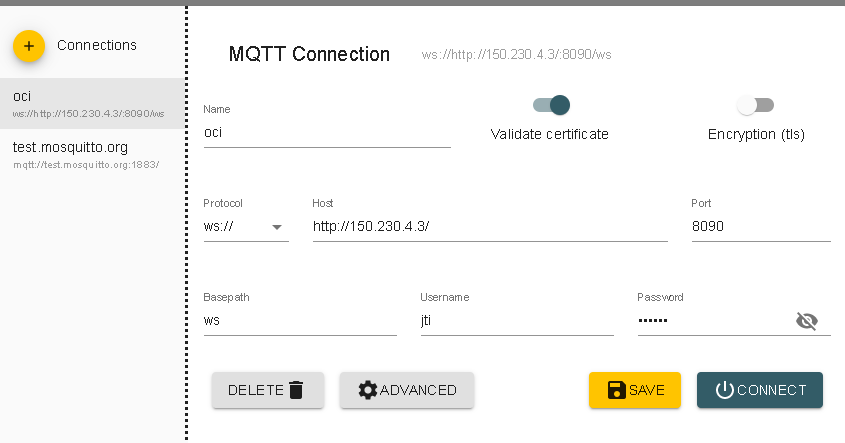 Connections
oci
ws://http://150.230.4.3/:8090/ws
test.mosquitto.org
mqtt://test.mosquitto.org:1883/
MQTT Connection ws://http://150.230.4.3/:8090/ws
Name
oci
Validate certificate
Encryption (tls)
Protocol Host Port
ws:// http://150.230.4.3/ 8090
Basepath Username Password
ws jti ••••••
DELETE ADVANCED SAVE CONNECT